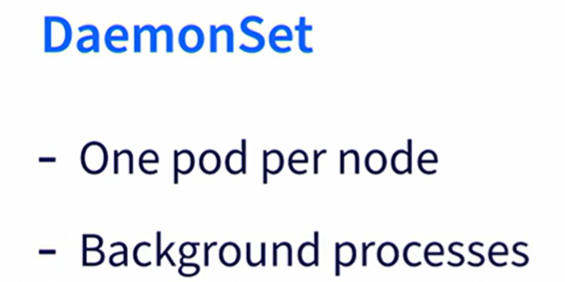 DaemonSet
- One pod per node
- Background processes